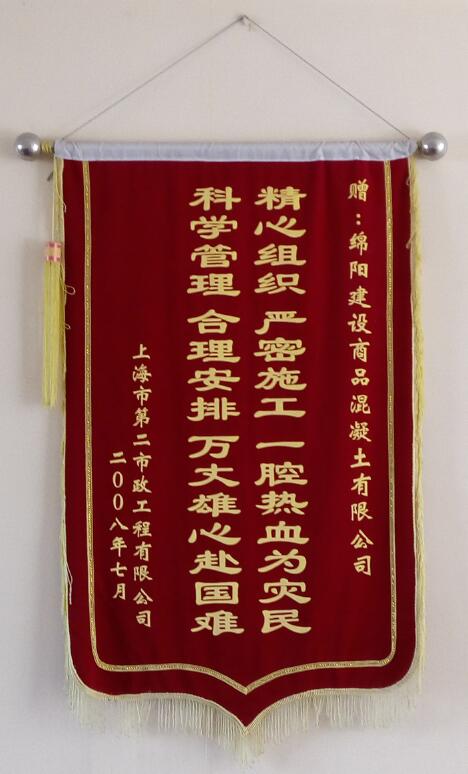 赠：绵阳建设商品混凝土有限公司
精心组织 严密施工 一腔热血为灾民
科学管理 合理安排 万丈雄心赴国难
上海市第二市政工程有限公司
二00八年七月